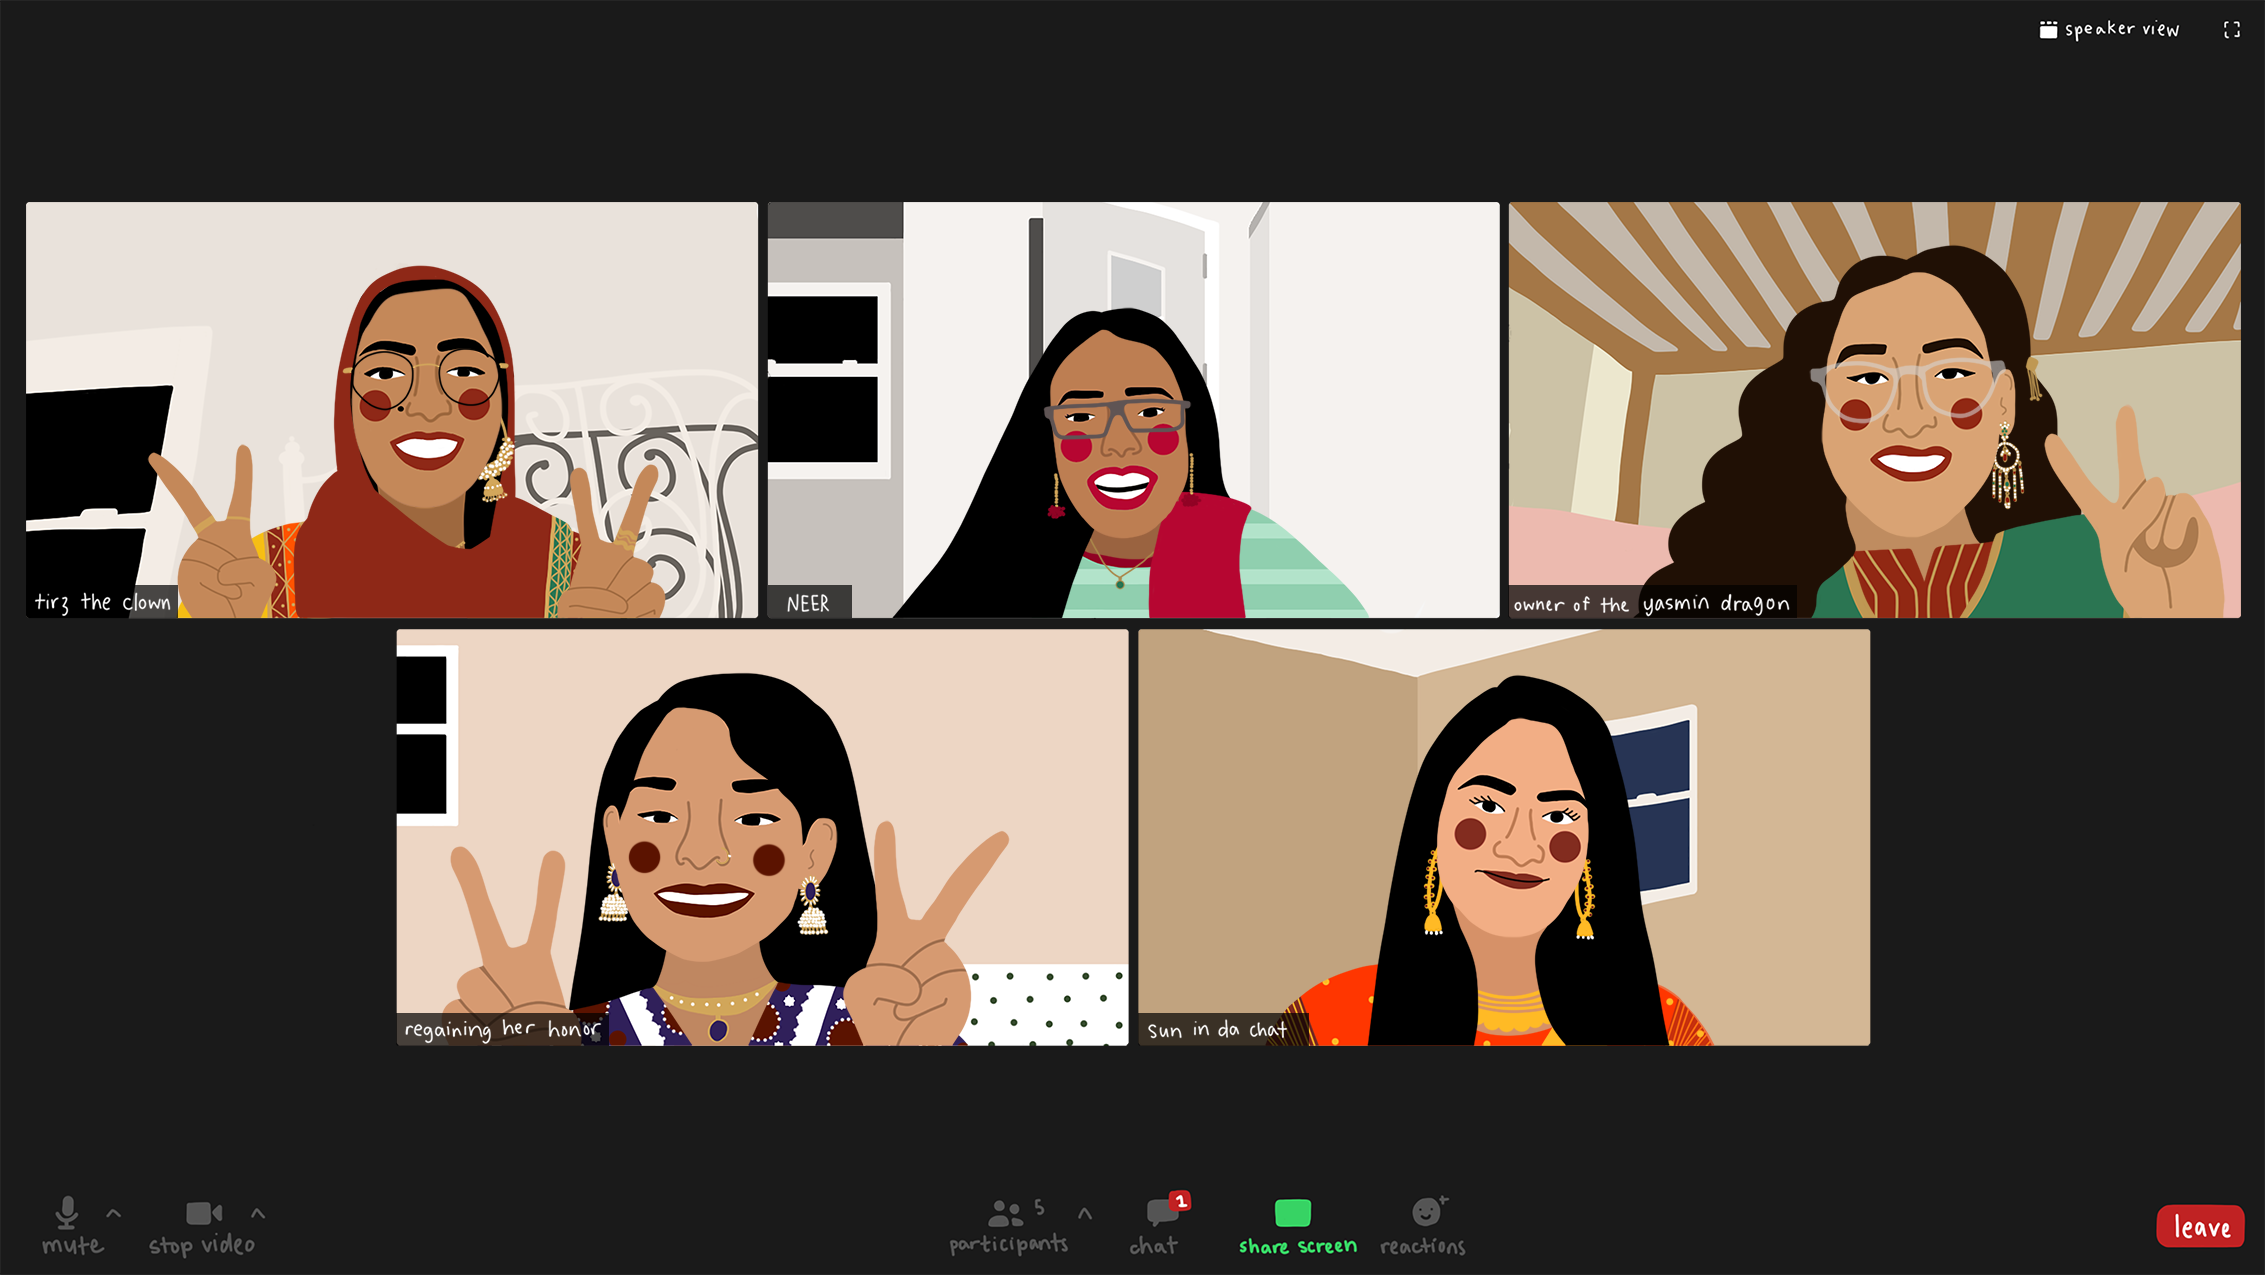 speaker view
tirz the clown
NEER
owner of the yasmin dragon
regaining her honor
sun in da chat
mute
stop video
5
participants
1
chat
share screen
reactions
leave